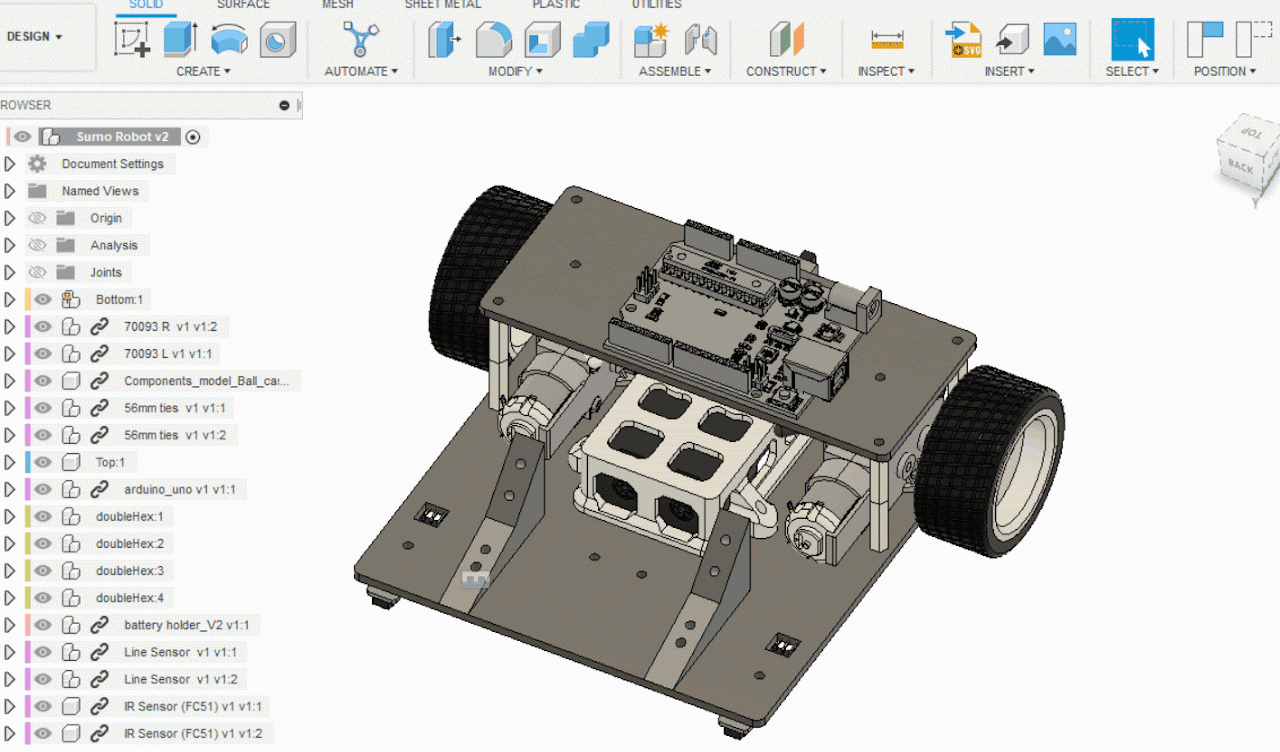 SOLID SURFACE MESH SHEET METAL PLASTIC UTILITIES
DESIGN
CREATE AUTOMATE MODIFY ASSEMBLE CONSTRUCT INSPECT INSERT SELECT POSITION
SVG
ROWSER
TOP
BACK
Y
Sumo Robot v2
Document Settings
Named Views
Origin
Analysis
Joints
Bottom:1
70093 R v1 v1:2
70093 L v1 v1:1
Components_model_Ball_cas...
56mm ties v1 v1:1
56mm ties v1 v1:2
Top:1
arduino_uno v1 v1:1
doubleHex:1
doubleHex:2
doubleHex:3
doubleHex:4
battery holder_V2 v1:1
Line Sensor v1 v1:1
Line Sensor v1 v1:2
IR Sensor (FC51) v1 v1:1
IR Sensor (FC51) v1 v1:2